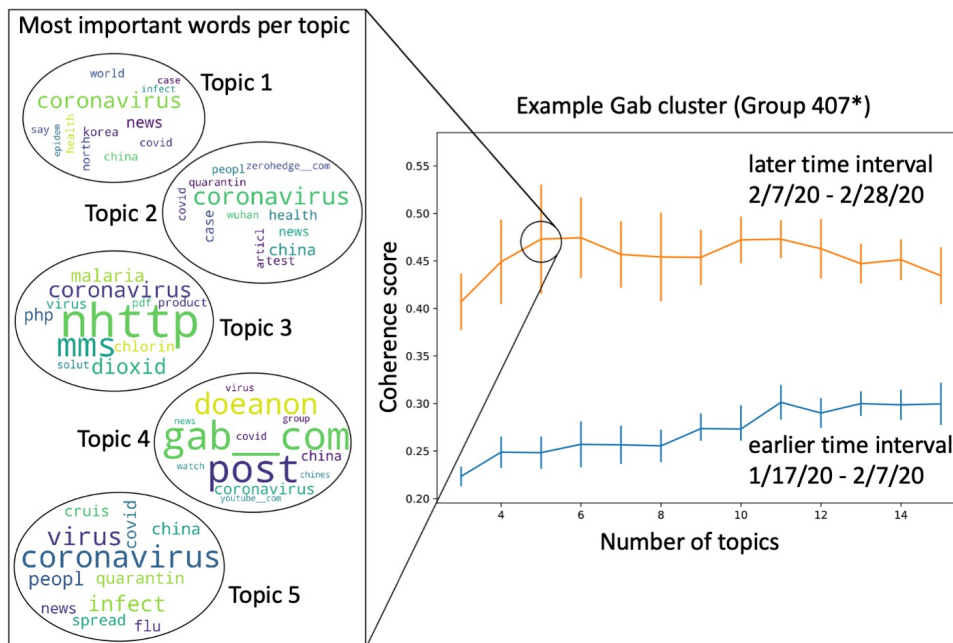 Most important words per topic
Topic 1
world
case
infect
coronavirus
news
say
epidem
health
north
korea
covid
china
Topic 2
peopl
zerohedge__com
quarantin
covid
coronavirus
wuhan
case
health
news
articl
china
test
Topic 3
malaria
coronavirus
virus
pdf
product
php
nhttp
mms
chlorin
solut
dioxid
Topic 4
virus
doeanon
news
group
gab__com
covid
china
watch
post
chines
coronavirus
youtube__com
Topic 5
cruis
covid
virus
china
coronavirus
peopl
quarantin
news
infect
spread
flu
Example Gab cluster (Group 407*)
later time interval
2/7/20 - 2/28/20
earlier time interval
1/17/20 - 2/7/20
Coherence score
0.55
0.50
0.45
0.40
0.35
0.30
0.25
0.20
4
6
8
10
12
14
Number of topics